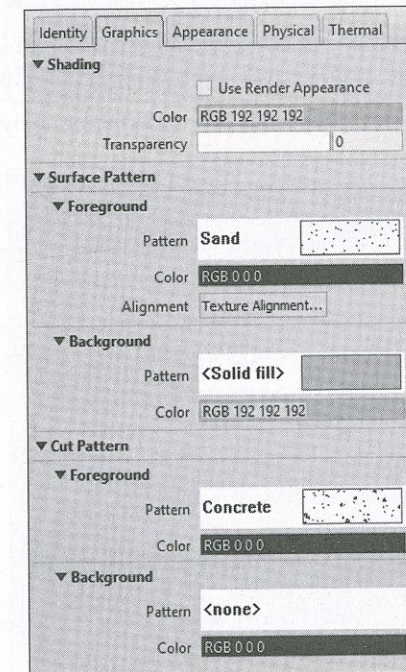 Identity Graphics Appearance Physical Thermal
Shading
Use Render Appearance
Color RGB 192 192 192
Transparency 0
Surface Pattern
Foreground
Pattern Sand
Color RGB 0 0 0
Alignment Texture Alignment...
Background
Pattern <Solid fill>
Color RGB 192 192 192
Cut Pattern
Foreground
Pattern Concrete
Color RGB 0 0 0
Background
Pattern <none>
Color RGB 0 0 0